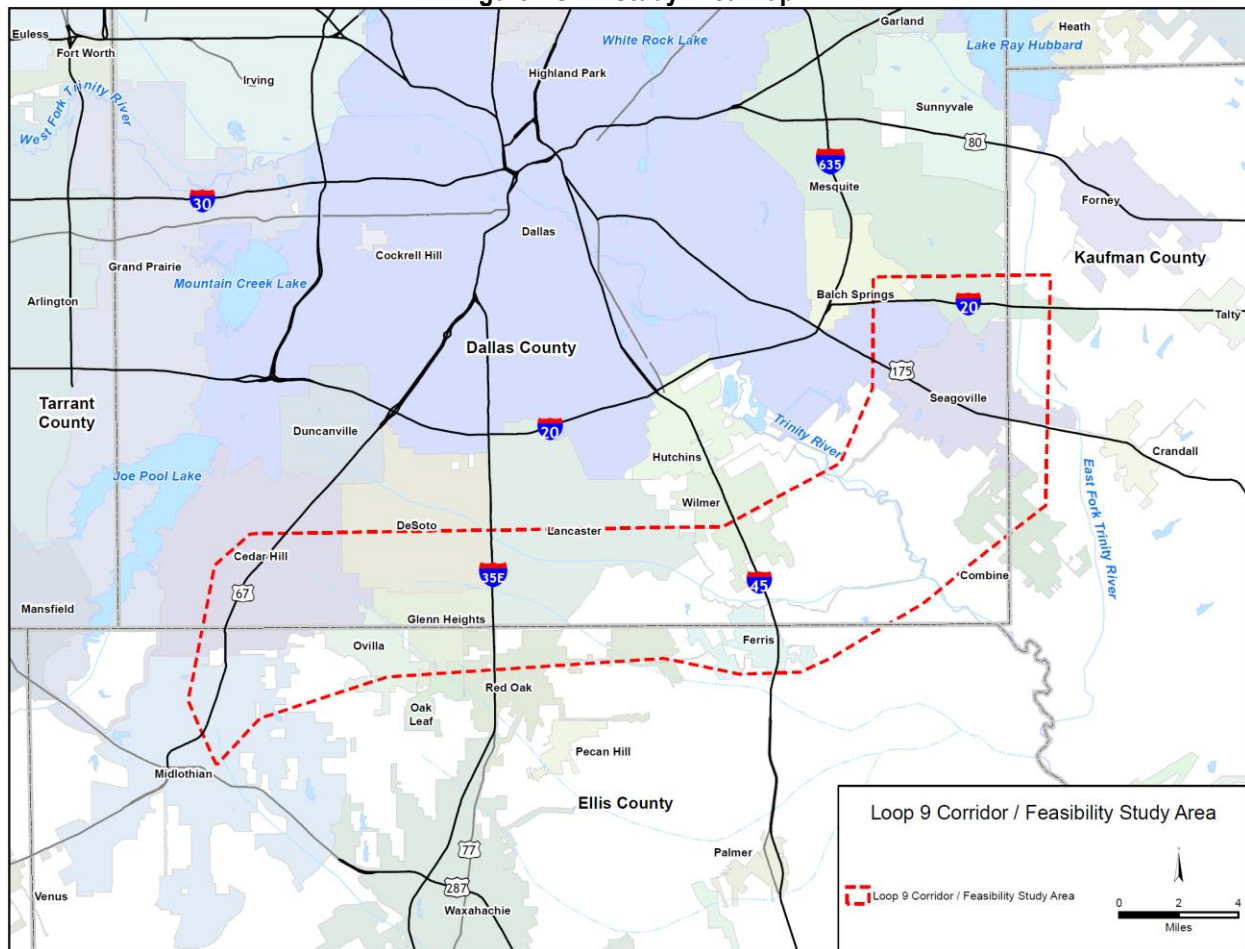 Euless
Fort Worth
Irving
Highland Park
White Rock Lake
Garland
Heath
Lake Ray Hubbard
Sunnyvale
80
West Fork Trinity River
30
635
Mesquite
Forney
Dallas
Cockrell Hill
Grand Prairie
Mountain Creek Lake
Arlington
Kaufman County
Balch Springs
20
Talty
Dallas County
175
Seagoville
Tarrant
County
Duncanville
20
Trinity River
Hutchins
Crandall
Joe Pool Lake
Wilmer
East Fork Trinity River
DeSoto
Lancaster
Cedar Hill
67
35E
45
Combine
Mansfield
Glenn Heights
Ferris
Ovilla
Red Oak
Oak
Leaf
Pecan Hill
Midlothian
Ellis County
77
287
Palmer
Venus
Waxahachie
Loop 9 Corridor / Feasibility Study Area
Loop 9 Corridor / Feasibility Study Area
0 2 4
Miles